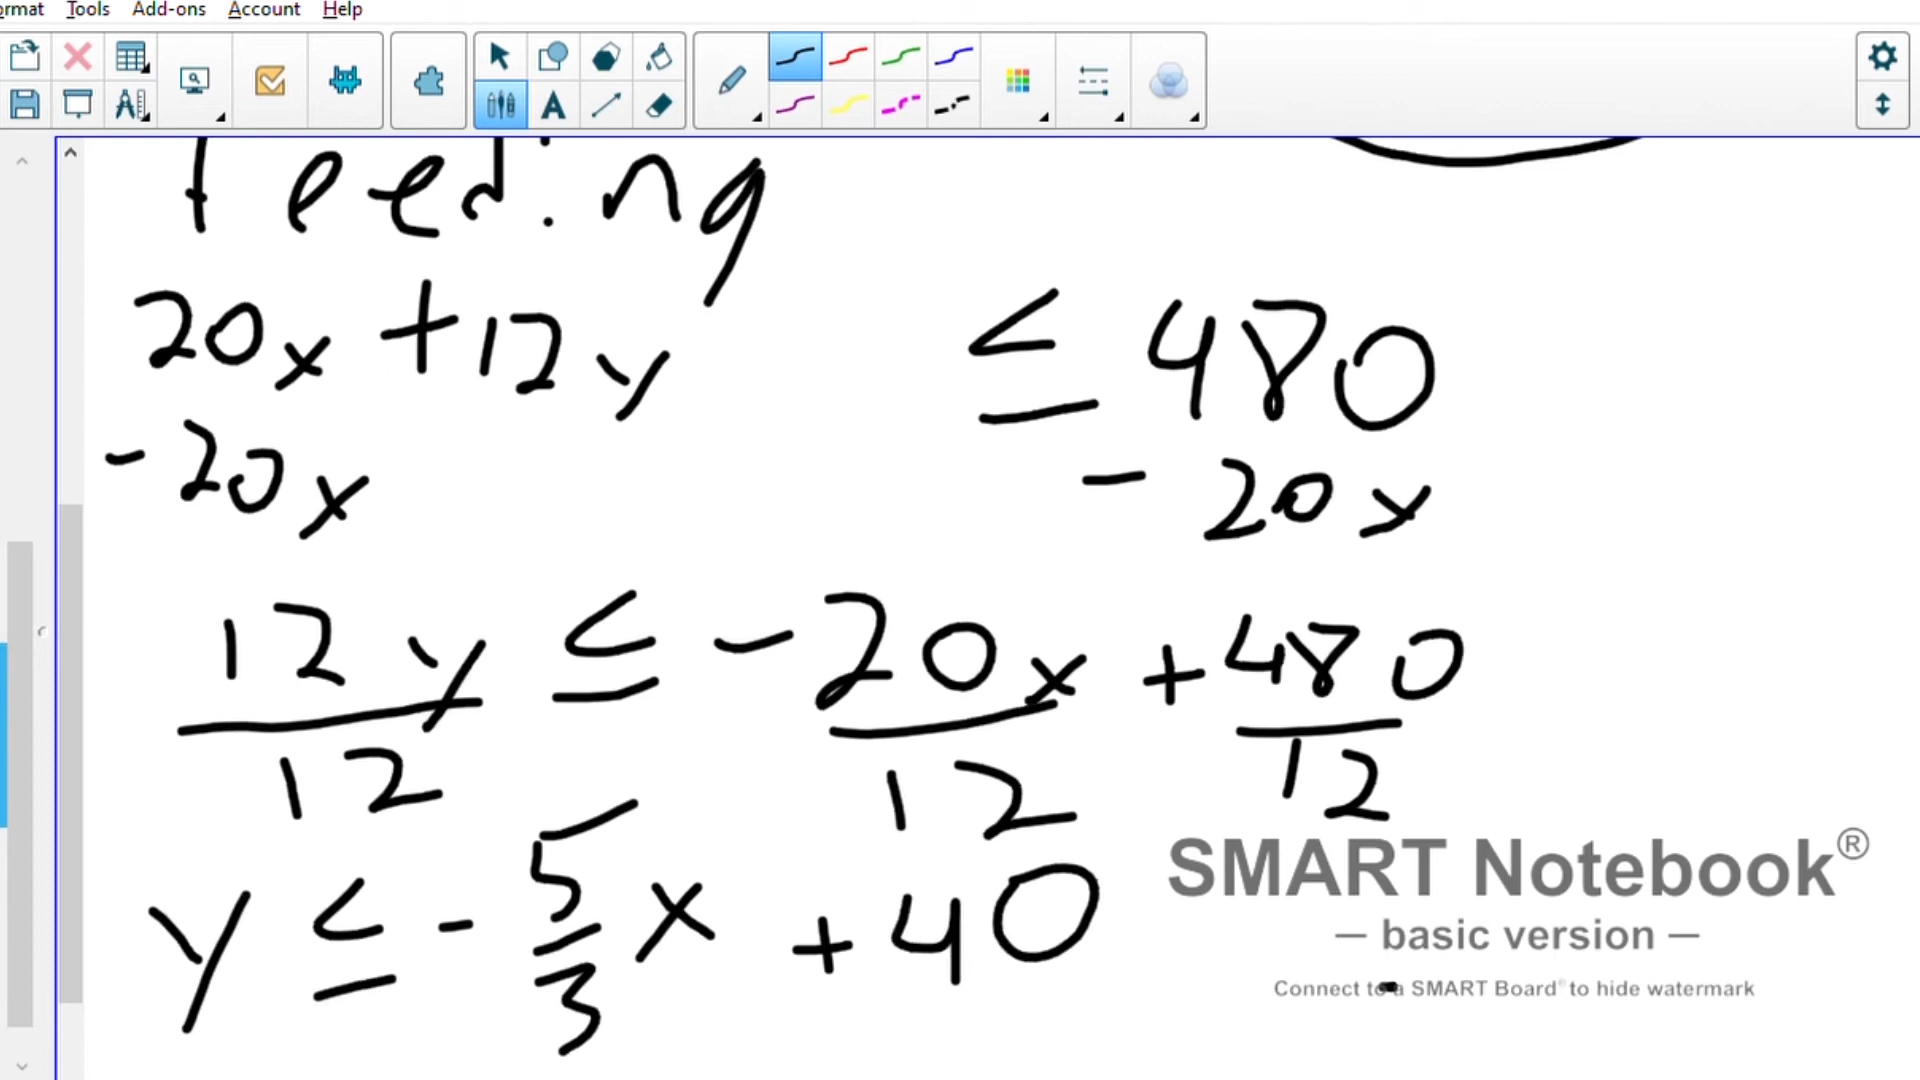 ormat Tools Add-ons Account Help
feeding
20x + 12y ≤ 480
-20x - 20x
12y ≤ -20x + 480
12 12 12
y ≤ - 5/3 x + 40
SMART Notebook®
— basic version —
Connect to a SMART Board® to hide watermark